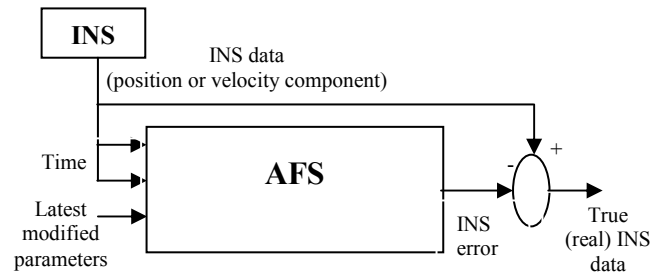 INS
INS data
(position or velocity component)
+
-
Time
AFS
Latest
modified
parameters
INS
error
True
(real) INS
data